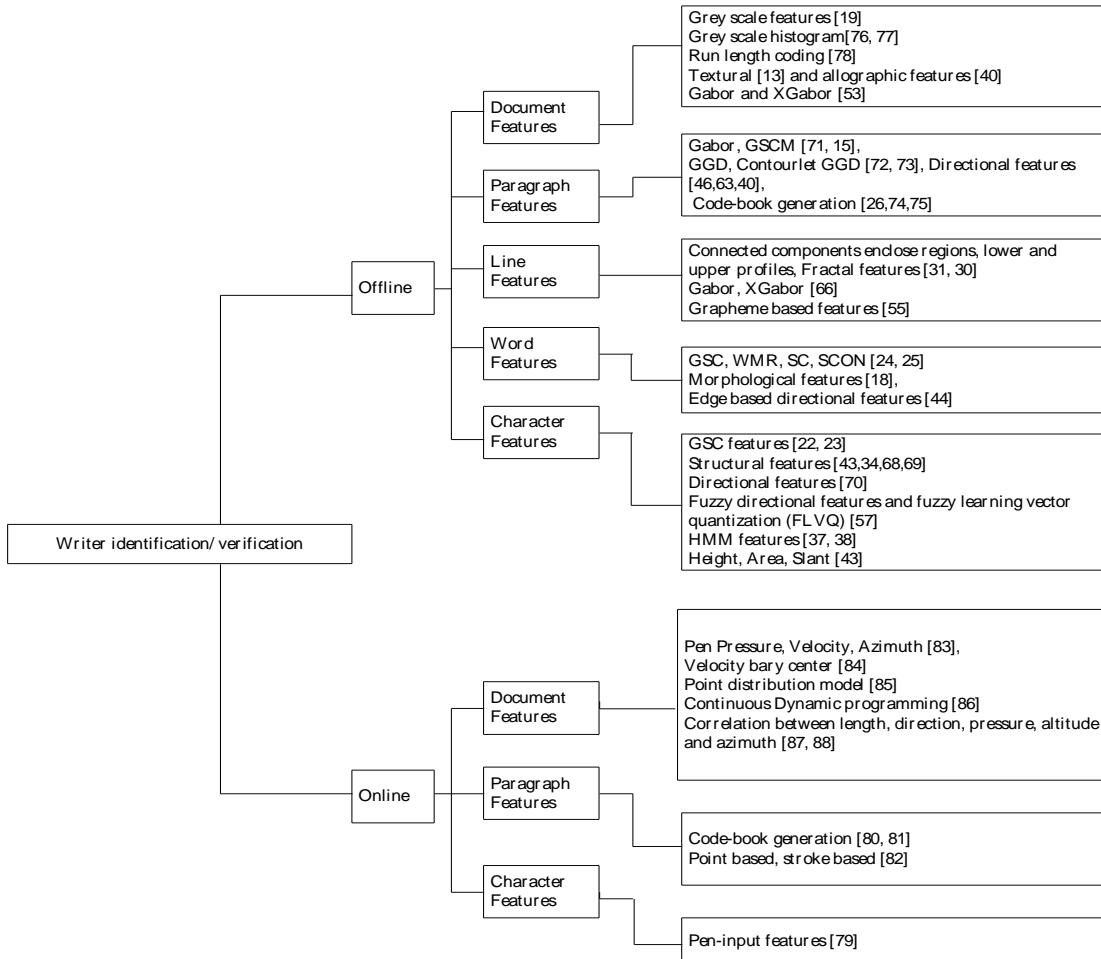 Grey scale features [19]
Grey scale histogram[76, 77]
Run length coding [78]
Textural [13] and allographic features [40]
Gabor and XGabor [53]
Document
Features
Gabor, GSCM [71, 15],
GGD, Contourlet GGD [72, 73], Directional features
[46,63,40],
Code-book generation [26,74,75]
Paragraph
Features
Connected components enclose regions, lower and
upper profiles, Fractal features [31, 30]
Gabor, XGabor [66]
Grapheme based features [55]
Line
Features
Offline
Word
Features
GSC, WMR, SC, SCON [24, 25]
Morphological features [18],
Edge based directional features [44]
Character
Features
GSC features [22, 23]
Structural features [43,34,68,69]
Directional features [70]
Fuzzy directional features and fuzzy learning vector
quantization (FLVQ) [57]
HMM features [37, 38]
Height, Area, Slant [43]
Writer identification/ verification
Pen Pressure, Velocity, Azimuth [83],
Velocity bary center [84]
Point distribution model [85]
Continuous Dynamic programming [86]
Correlation between length, direction, pressure, altitude
and azimuth [87, 88]
Document
Features
Online
Paragraph
Features
Code-book generation [80, 81]
Point based, stroke based [82]
Character
Features
Pen-input features [79]